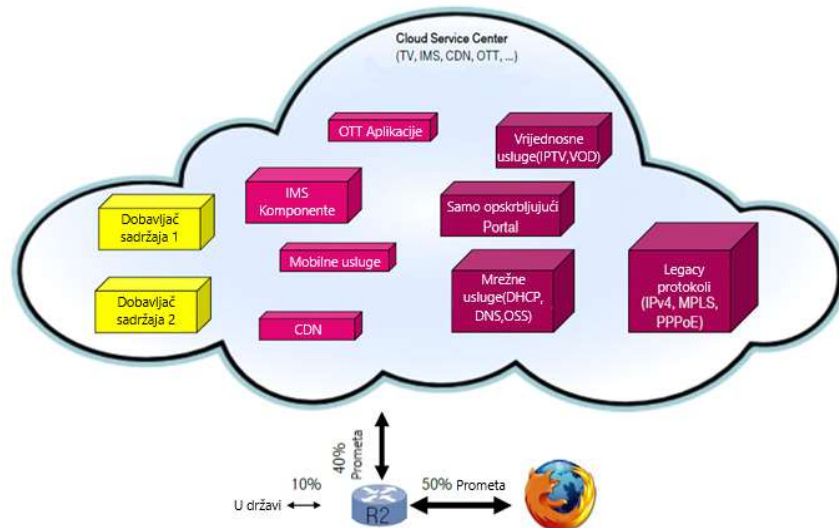 Cloud Service Center
(TV, IMS, CDN, OTT, ...)
OTT Aplikacije
Vrijednosne
usluge(IPTV,VOD)
IMS
Komponente
Samo opskrbljujući
Portal
Dobavljač
sadržaja 1
Mobilne usluge
Legacy
protokoli
(IPv4, MPLS,
PPPoE)
Mrežne
usluge(DHCP,
DNS,OSS)
Dobavljač
sadržaja 2
CDN
40%
Prometa
10%
50% Prometa
U državi
R2